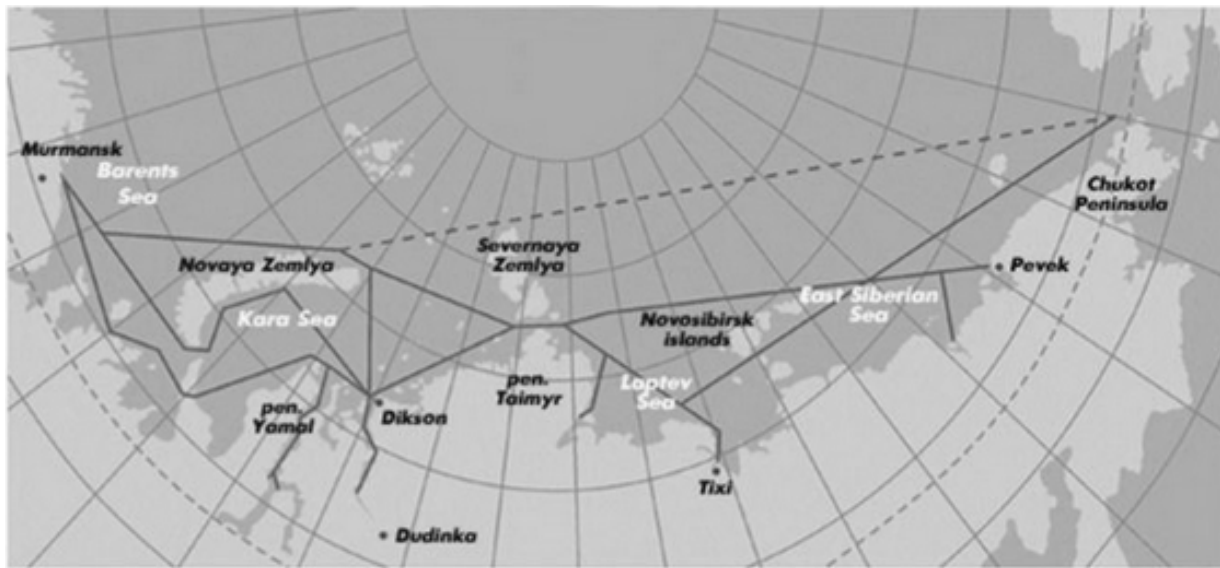 Murmansk
Barents
Sea
Novaya Zemlya
Kara Sea
Severnaya
Zemlya
Chukot
Peninsula
Pevek
East Siberian
Sea
Novosibirsk
islands
pen.
Taimyr
Laptev
Sea
pen.
Yamal
Dikson
Tixi
Dudinka